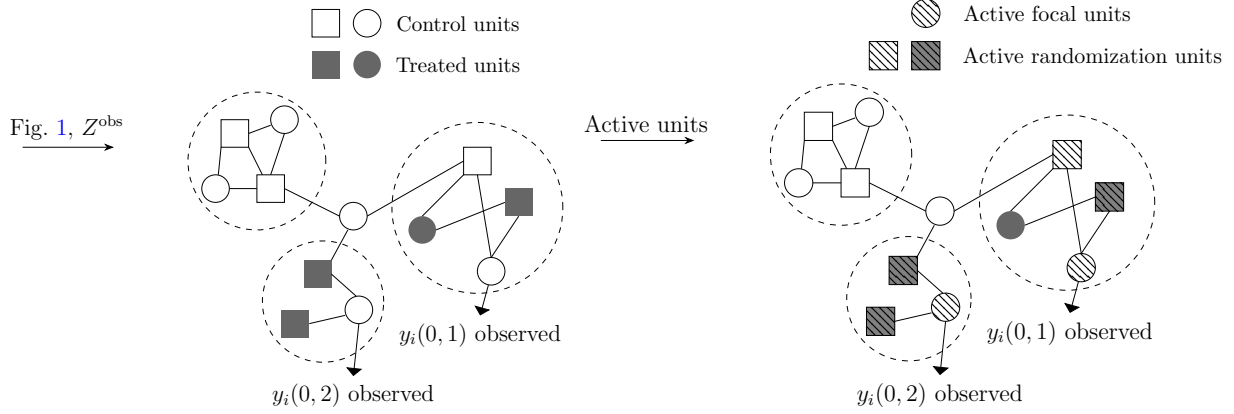 Control units
Treated units
Fig. 1, Z^obs
y_i(0, 1) observed
y_i(0, 2) observed
Active units
Active focal units
Active randomization units
y_i(0, 1) observed
y_i(0, 2) observed